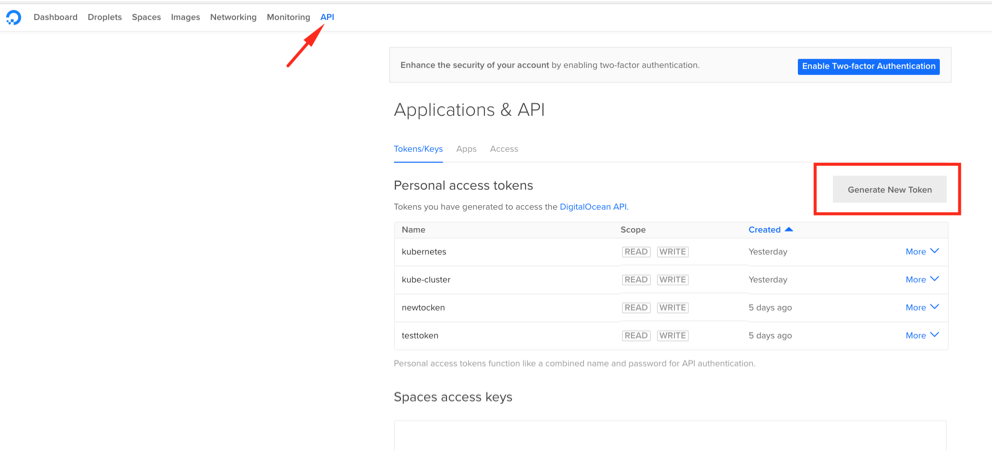 Dashboard Droplets Spaces Images Networking Monitoring API
Enhance the security of your account by enabling two-factor authentication.
Enable Two-factor Authentication
Applications & API
Tokens/Keys Apps Access
Personal access tokens
Generate New Token
Tokens you have generated to access the DigitalOcean API.
Name Scope Created
kubernetes READ WRITE Yesterday More
kube-cluster READ WRITE Yesterday More
newtocken READ WRITE 5 days ago More
testtoken READ WRITE 5 days ago More
Personal access tokens function like a combined name and password for API authentication.
Spaces access keys